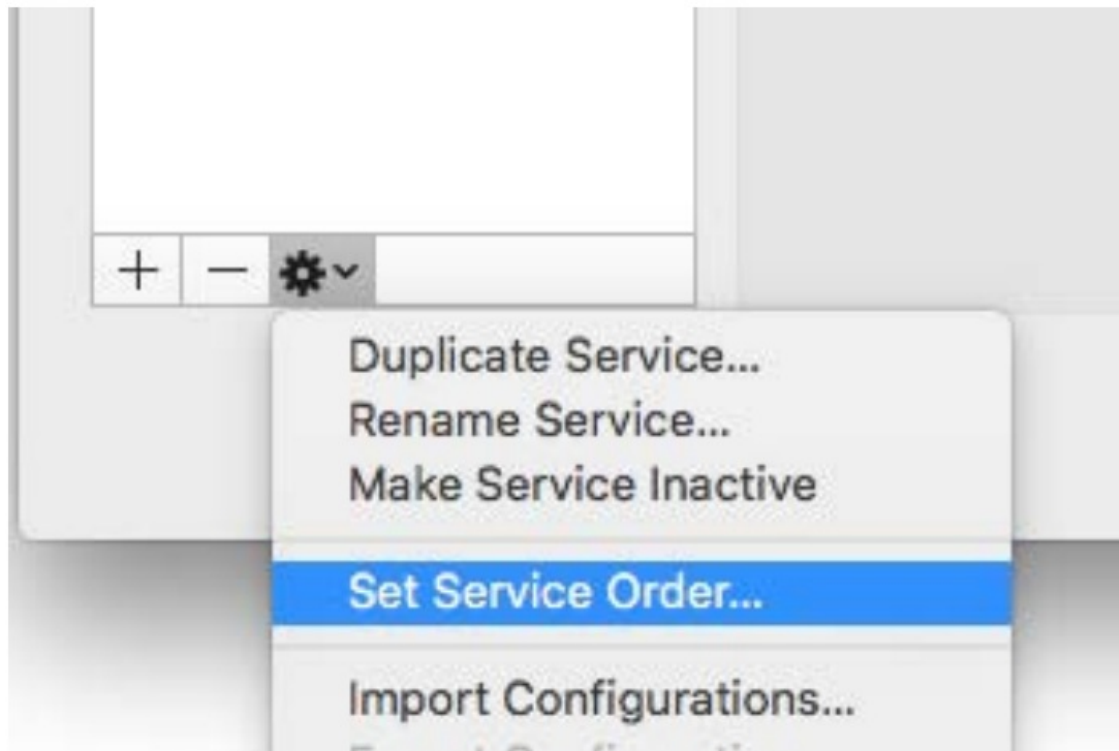 Duplicate Service...
Rename Service...
Make Service Inactive
Set Service Order...
Import Configurations...